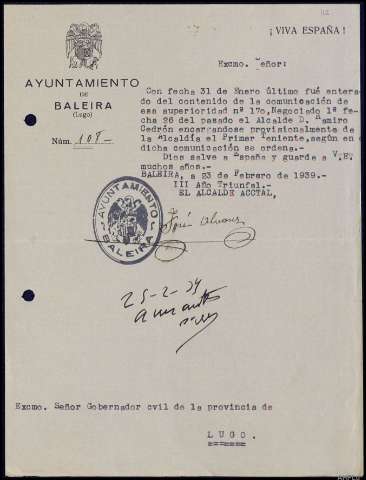 ¡VIVA ESPAÑA!
AYUNTAMIENTO
DE
BALEIRA
(Lugo)
Núm. 108-
Excmo. Señor:
Con fecha 31 de Enero último fué entera-
do del contenido de la comunicación de
esa superioridad nº 170, Negociado 1º fecha
26 del pasado el Alcalde D. Ramiro
Cedrón encargandose provisionalmente de
la Alcaldía el Primer Teniente, según en
dicha comunicación se ordena.-
Dios salve a España y guarde a V.E.
muchos años.-
BALEIRA, a 23 de Febrero de 1939.-
III Año Triunfal.-
EL ALCALDE ACCTAL,
AYUNTAMIENTO
BALEIRA
25-2-39
Excmo. Señor Gobernador civil de la provincia de
LUGO.